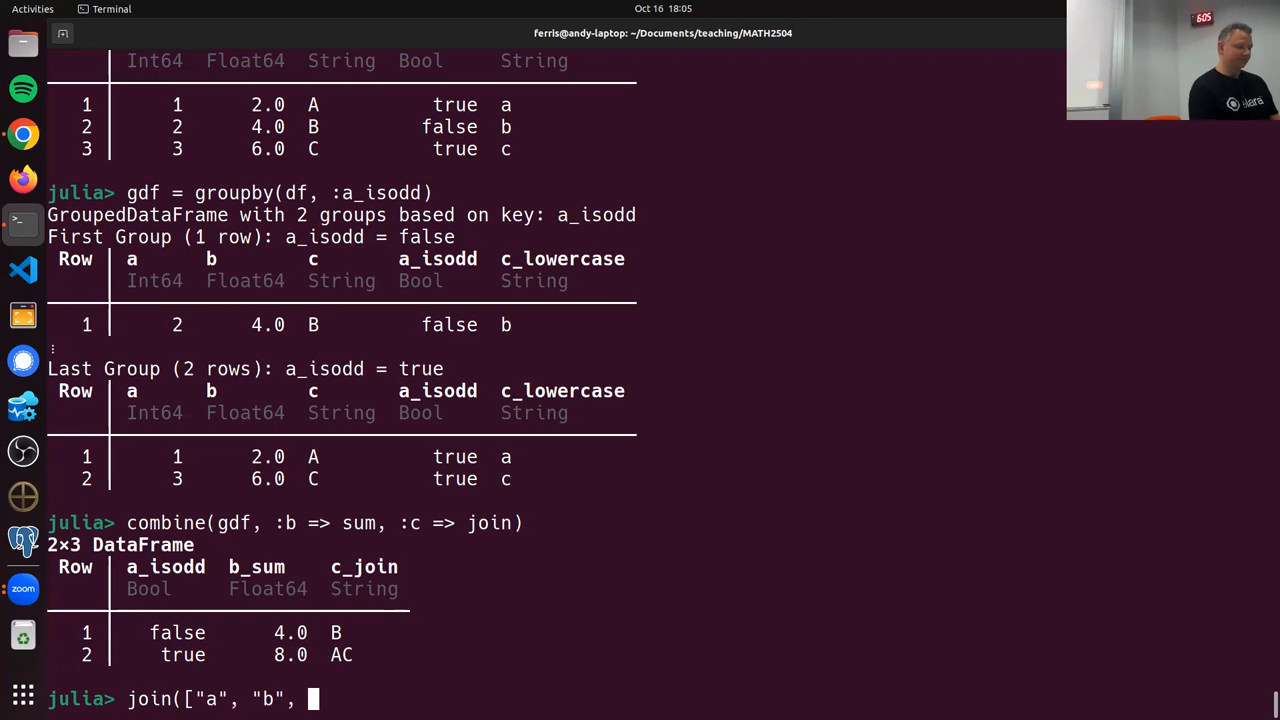 Activities Terminal Oct 16 18:05
ferris@andy-laptop: ~/Documents/teaching/MATH2504
6:05
Int64 Float64 String Bool String
1 1 2.0 A true a
2 2 4.0 B false b
3 3 6.0 C true c
julia> gdf = groupby(df, :a_isodd)
GroupedDataFrame with 2 groups based on key: a_isodd
First Group (1 row): a_isodd = false
Row a b c a_isodd c_lowercase
Int64 Float64 String Bool String
1 2 4.0 B false b
⋮
Last Group (2 rows): a_isodd = true
Row a b c a_isodd c_lowercase
Int64 Float64 String Bool String
1 1 2.0 A true a
2 3 6.0 C true c
julia> combine(gdf, :b => sum, :c => join)
2×3 DataFrame
Row a_isodd b_sum c_join
Bool Float64 String
1 false 4.0 B
2 true 8.0 AC
zoom
julia> join(["a", "b",